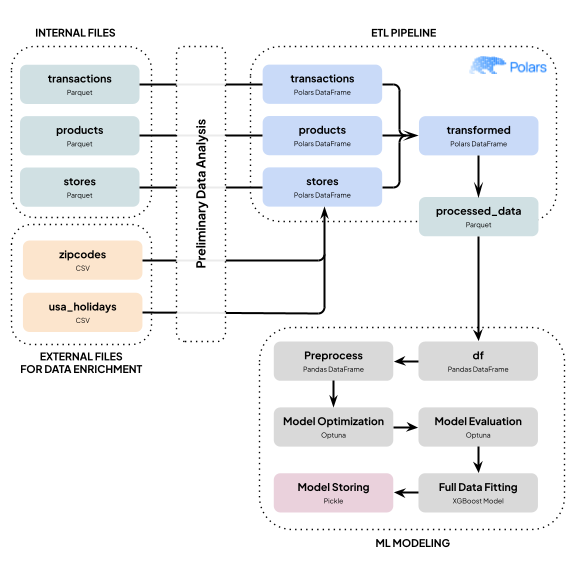 INTERNAL FILES
ETL PIPELINE
Polars
transactions
Parquet
products
Parquet
stores
Parquet
Preliminary Data Analysis
transactions
Polars DataFrame
products
Polars DataFrame
stores
Polars DataFrame
transformed
Polars DataFrame
processed_data
Parquet
zipcodes
CSV
usa_holidays
CSV
EXTERNAL FILES
FOR DATA ENRICHMENT
Preprocess
Pandas DataFrame
df
Pandas DataFrame
Model Optimization
Optuna
Model Evaluation
Optuna
Model Storing
Pickle
Full Data Fitting
XGBoost Model
ML MODELING